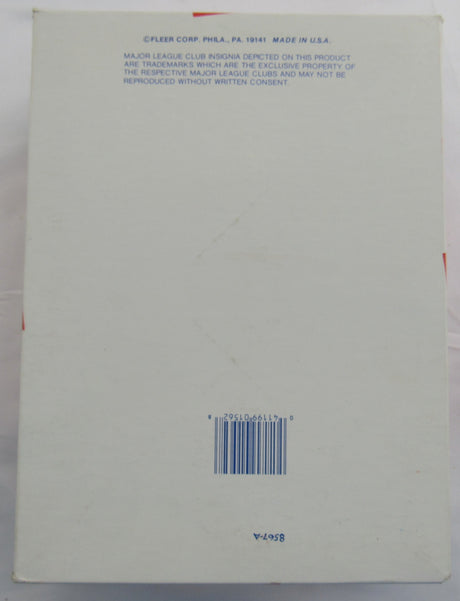 ©FLEER CORP. PHILA., PA. 19141 MADE IN U.S.A.
MAJOR LEAGUE CLUB INSIGNIA DEPICTED ON THIS PRODUCT
ARE TRADEMARKS WHICH ARE THE EXCLUSIVE PROPERTY OF
THE RESPECTIVE MAJOR LEAGUE CLUBS AND MAY NOT BE
REPRODUCED WITHOUT WRITTEN CONSENT.
0 41199 01562 8
8567-A